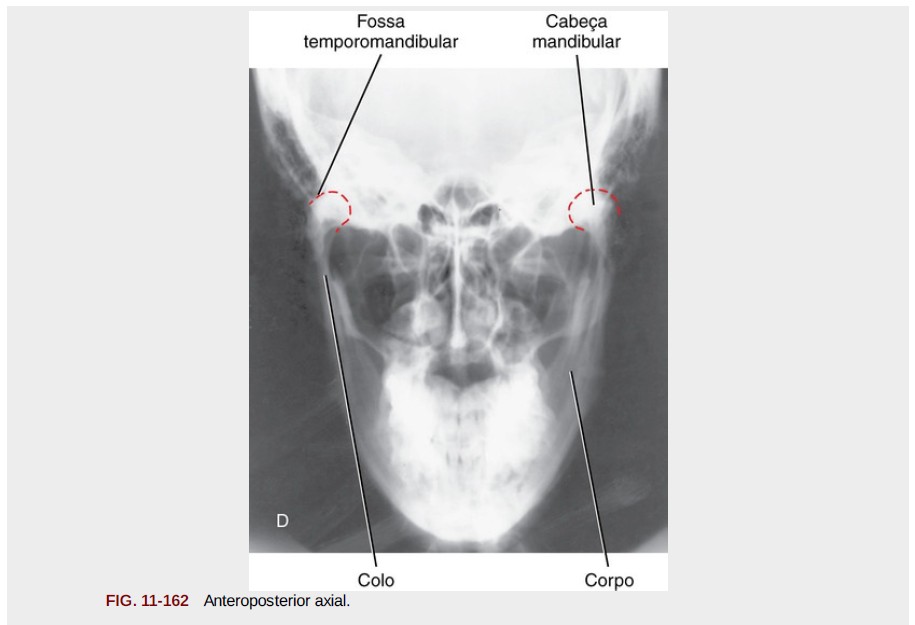 Fossa
temporomandibular
Cabeça
mandibular
D
Colo
Corpo
FIG. 11-162 Anteroposterior axial.